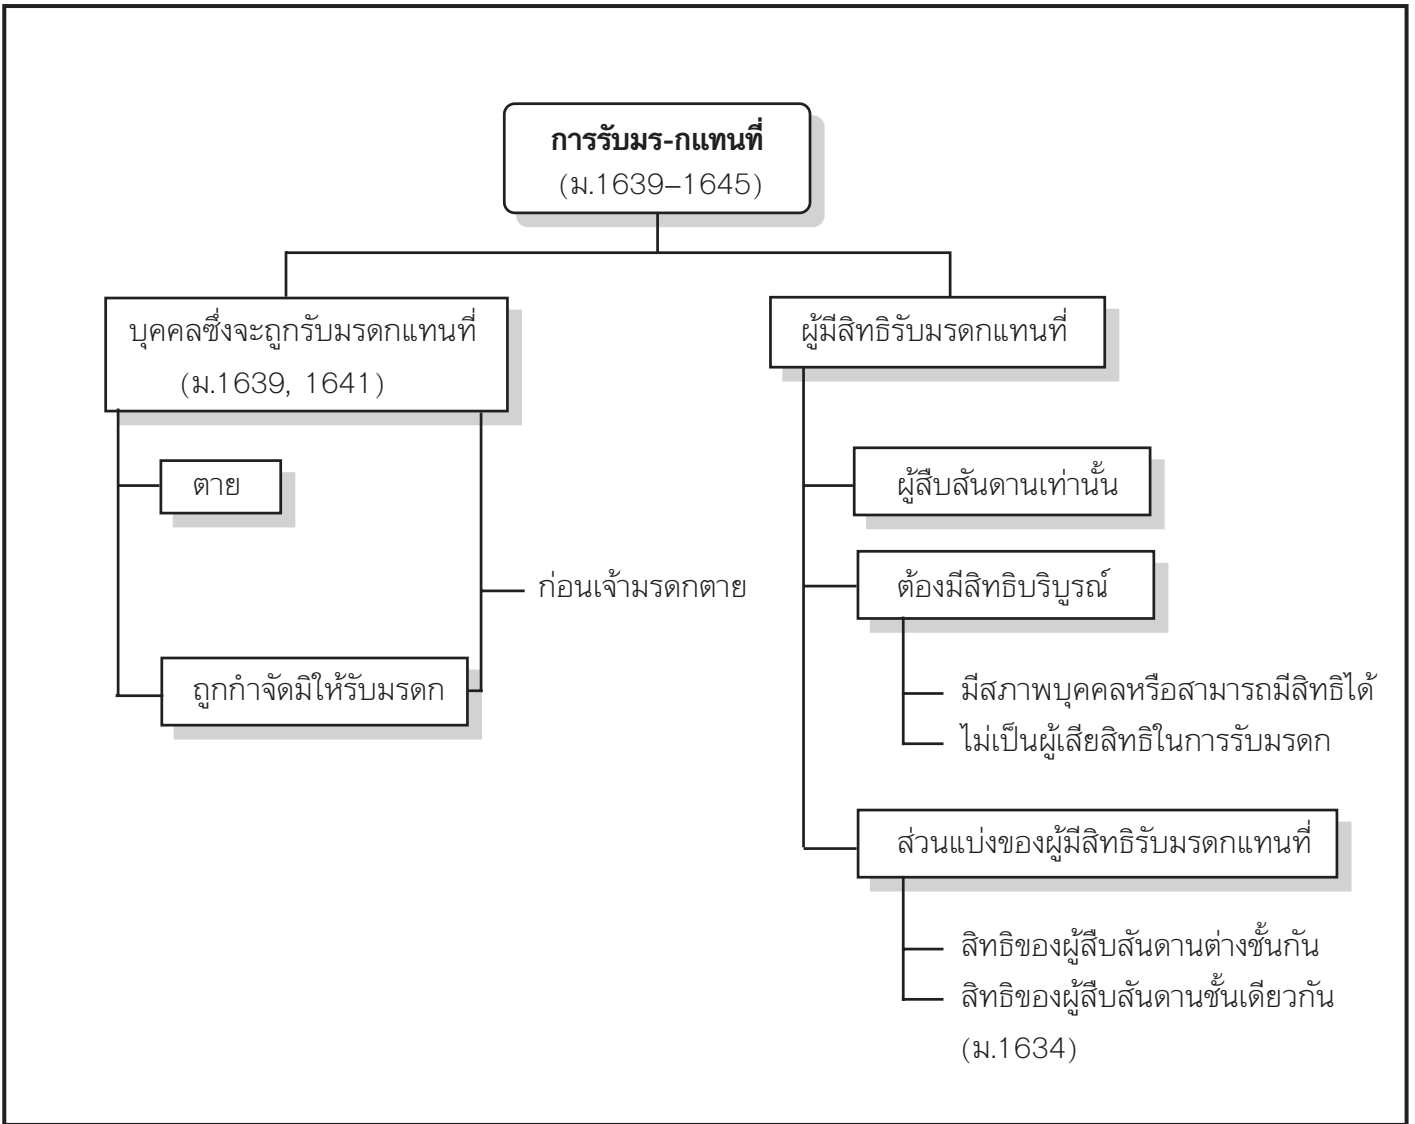 การรับมร-กแทนที่
(ม.1639–1645)
บุคคลซึ่งจะถูกรับมรดกแทนที่
(ม.1639, 1641)
ตาย
ก่อนเจ้ามรดกตาย
ถูกกำจัดมิให้รับมรดก
ผู้มีสิทธิรับมรดกแทนที่
ผู้สืบสันดานเท่านั้น
ต้องมีสิทธิบริบูรณ์
มีสภาพบุคคลหรือสามารถมีสิทธิได้
ไม่เป็นผู้เสียสิทธิในการรับมรดก
ส่วนแบ่งของผู้มีสิทธิรับมรดกแทนที่
สิทธิของผู้สืบสันดานต่างชั้นกัน
สิทธิของผู้สืบสันดานชั้นเดียวกัน
(ม.1634)